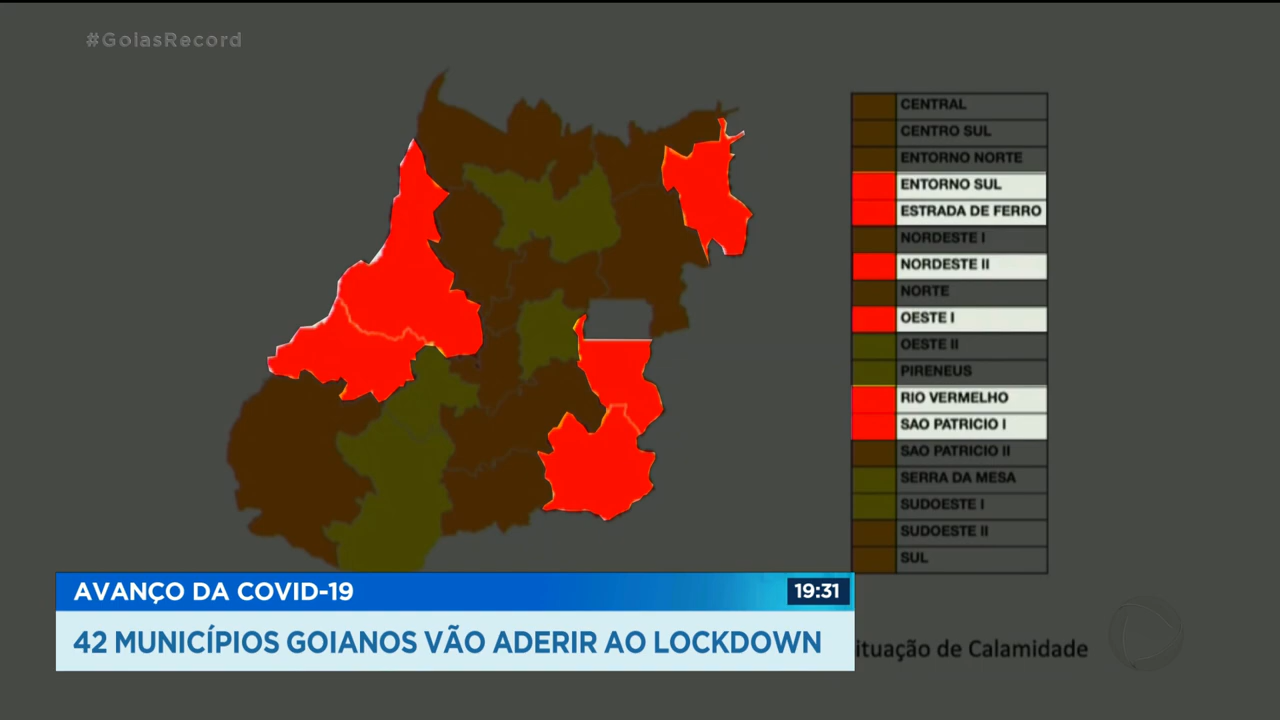 #GoiasRecord
CENTRAL
CENTRO SUL
ENTORNO NORTE
ENTORNO SUL
ESTRADA DE FERRO
NORDESTE I
NORDESTE II
NORTE
OESTE I
OESTE II
PIRENEUS
RIO VERMELHO
SAO PATRICIO I
SAO PATRICIO II
SERRA DA MESA
SUDOESTE I
SUDOESTE II
SUL
AVANÇO DA COVID-19
19:31
42 MUNICÍPIOS GOIANOS VÃO ADERIR AO LOCKDOWN
ituação de Calamidade